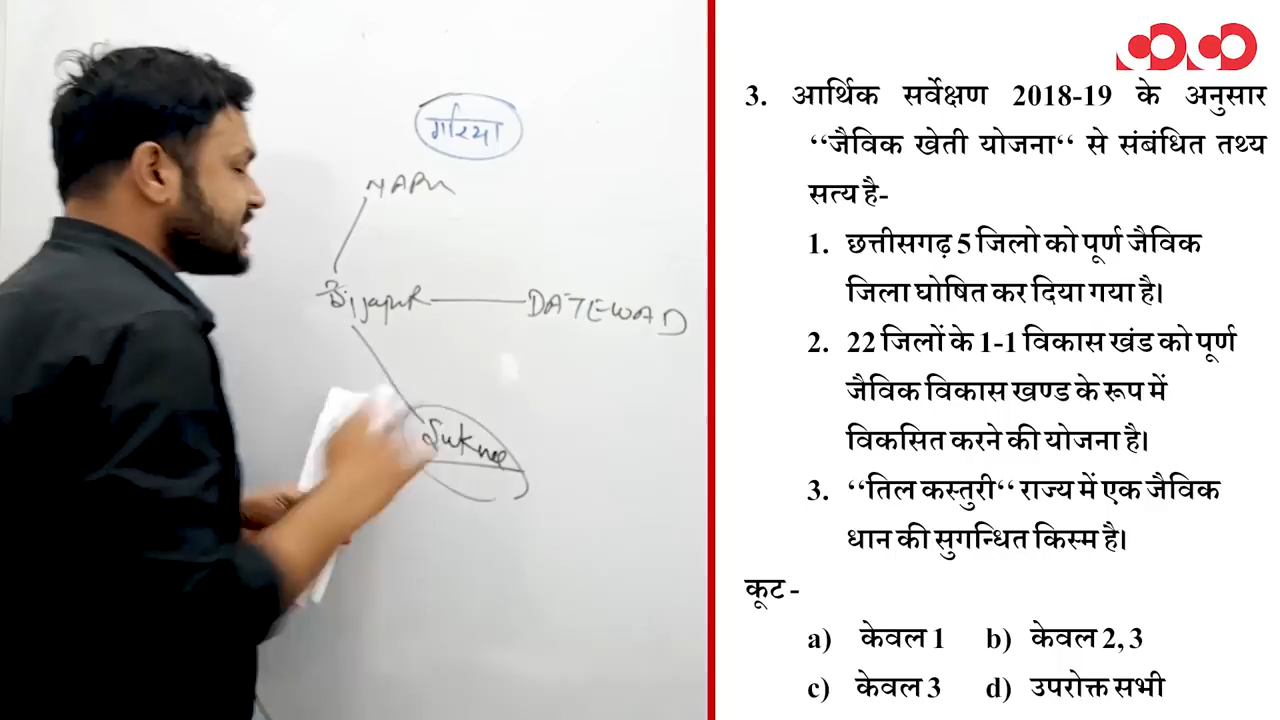 गरिया
NARU
Bijapur
DATEWAD
Sukma
3. आर्थिक सर्वेक्षण 2018-19 के अनुसार
“जैविक खेती योजना“ से संबंधित तथ्य
सत्य है-
1. छत्तीसगढ़ 5 जिलो को पूर्ण जैविक
जिला घोषित कर दिया गया है।
2. 22 जिलों के 1-1 विकास खंड को पूर्ण
जैविक विकास खण्ड के रूप में
विकसित करने की योजना है।
3. “तिल कस्तुरी“ राज्य में एक जैविक
धान की सुगन्धित किस्म है।
कूट -
a) केवल 1 b) केवल 2, 3
c) केवल 3 d) उपरोक्त सभी